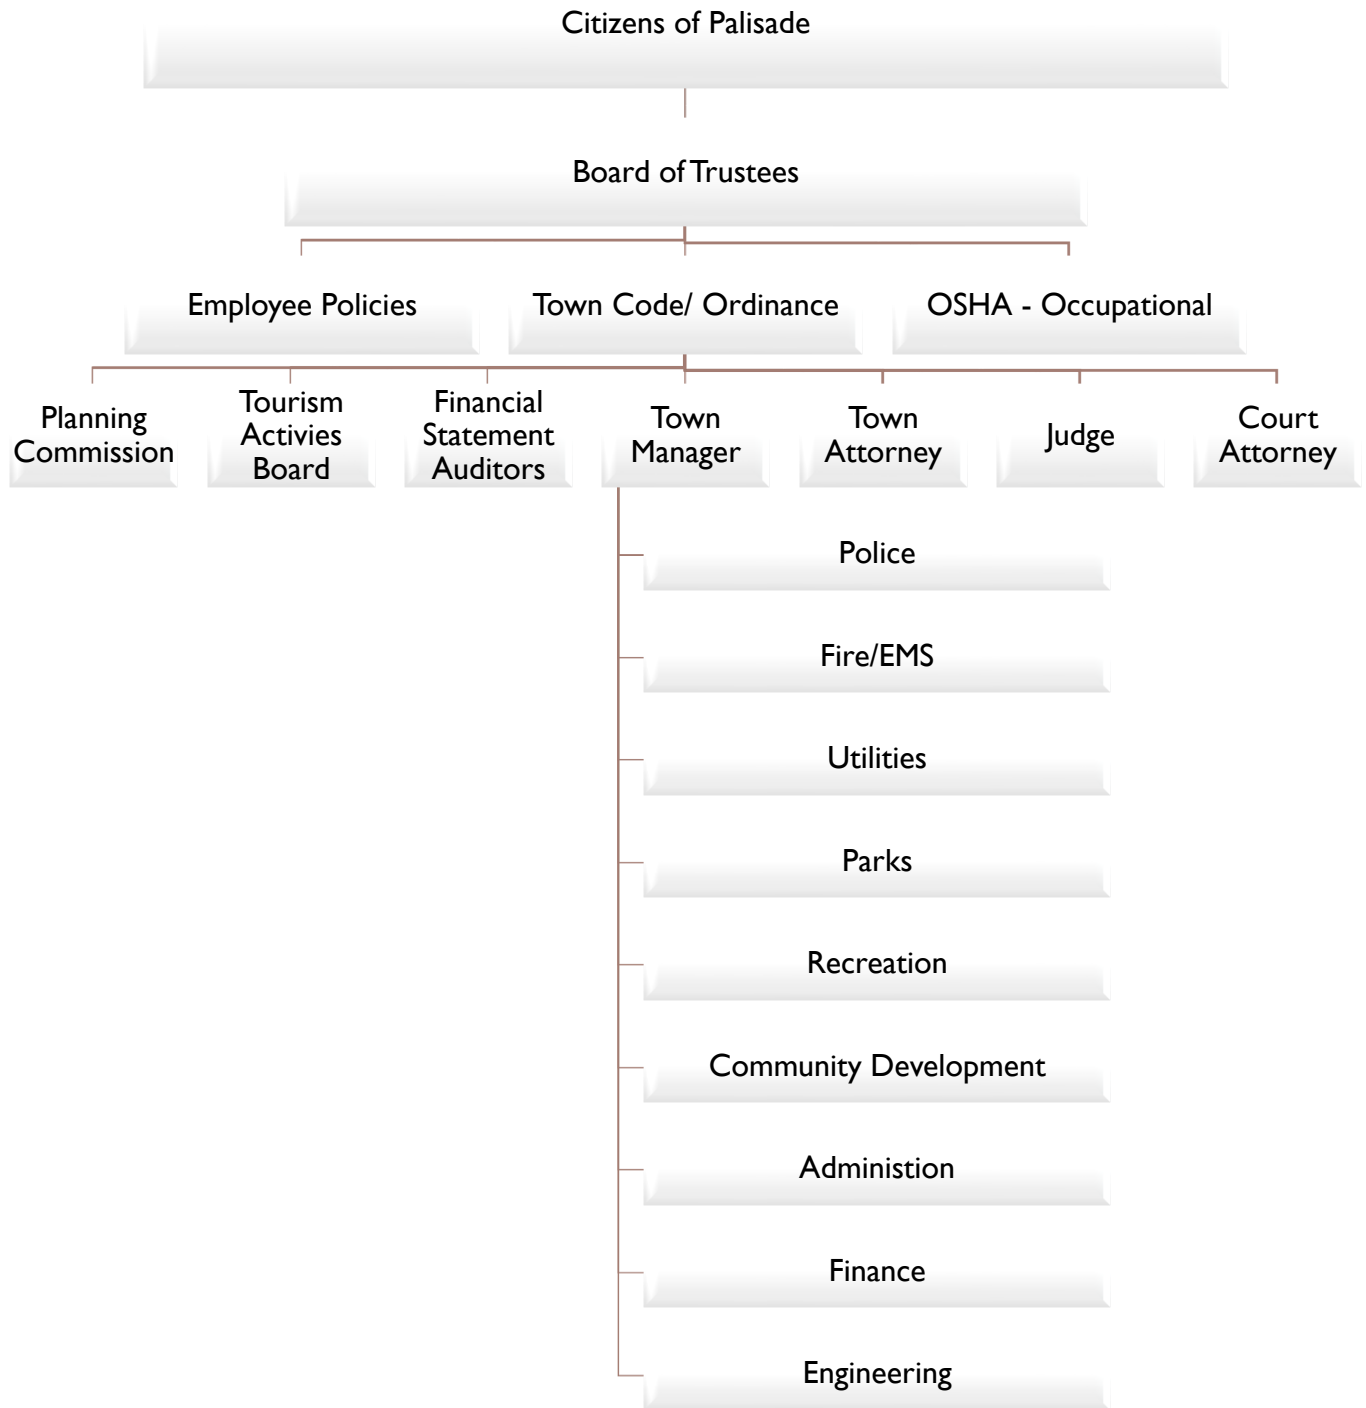 Citizens of Palisade
Board of Trustees
Employee Policies
Town Code/ Ordinance
OSHA - Occupational
Planning
Commission
Tourism
Activies
Board
Financial
Statement
Auditors
Town
Manager
Town
Attorney
Judge
Court
Attorney
Police
Fire/EMS
Utilities
Parks
Recreation
Community Development
Administion
Finance
Engineering